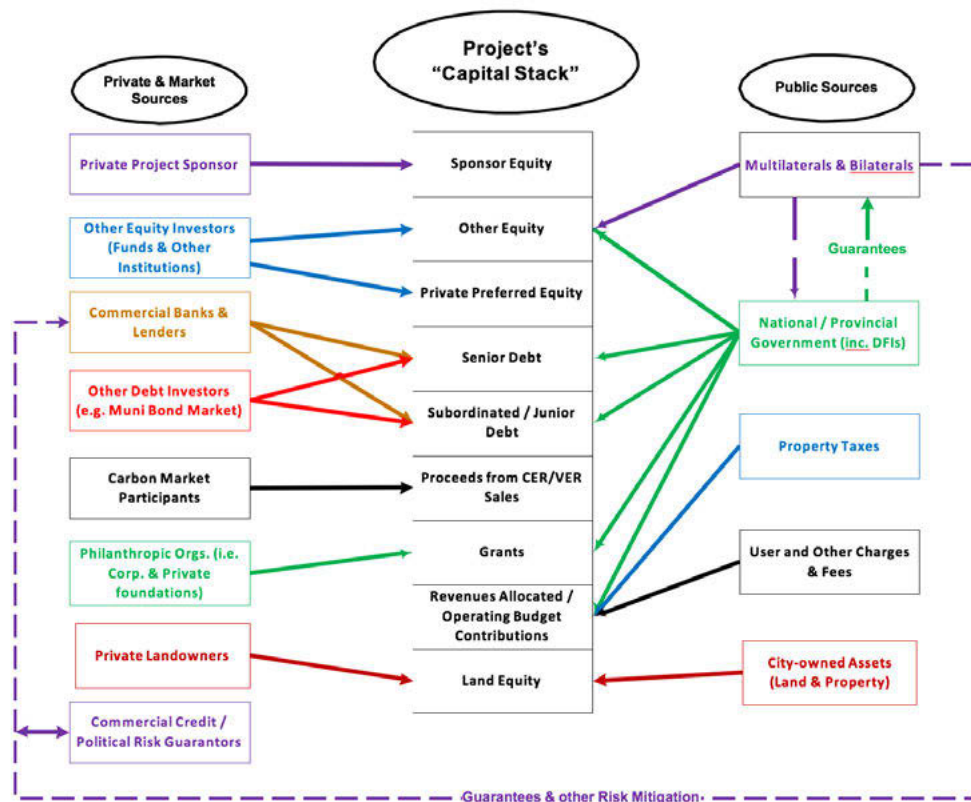 Project's
"Capital Stack"
Private & Market
Sources
Public Sources
Private Project Sponsor
Sponsor Equity
Multilaterals & Bilaterals
Other Equity Investors
(Funds & Other
Institutions)
Other Equity
Guarantees
Private Preferred Equity
Commercial Banks &
Lenders
National / Provincial
Government (inc. DFIs)
Senior Debt
Other Debt Investors
(e.g. Muni Bond Market)
Subordinated / Junior
Debt
Property Taxes
Carbon Market
Participants
Proceeds from CER/VER
Sales
Philanthropic Orgs. (i.e.
Corp. & Private
foundations)
Grants
User and Other Charges
& Fees
Revenues Allocated /
Operating Budget
Contributions
Private Landowners
Land Equity
City-owned Assets
(Land & Property)
Commercial Credit /
Political Risk Guarantors
Guarantees & other Risk Mitigation